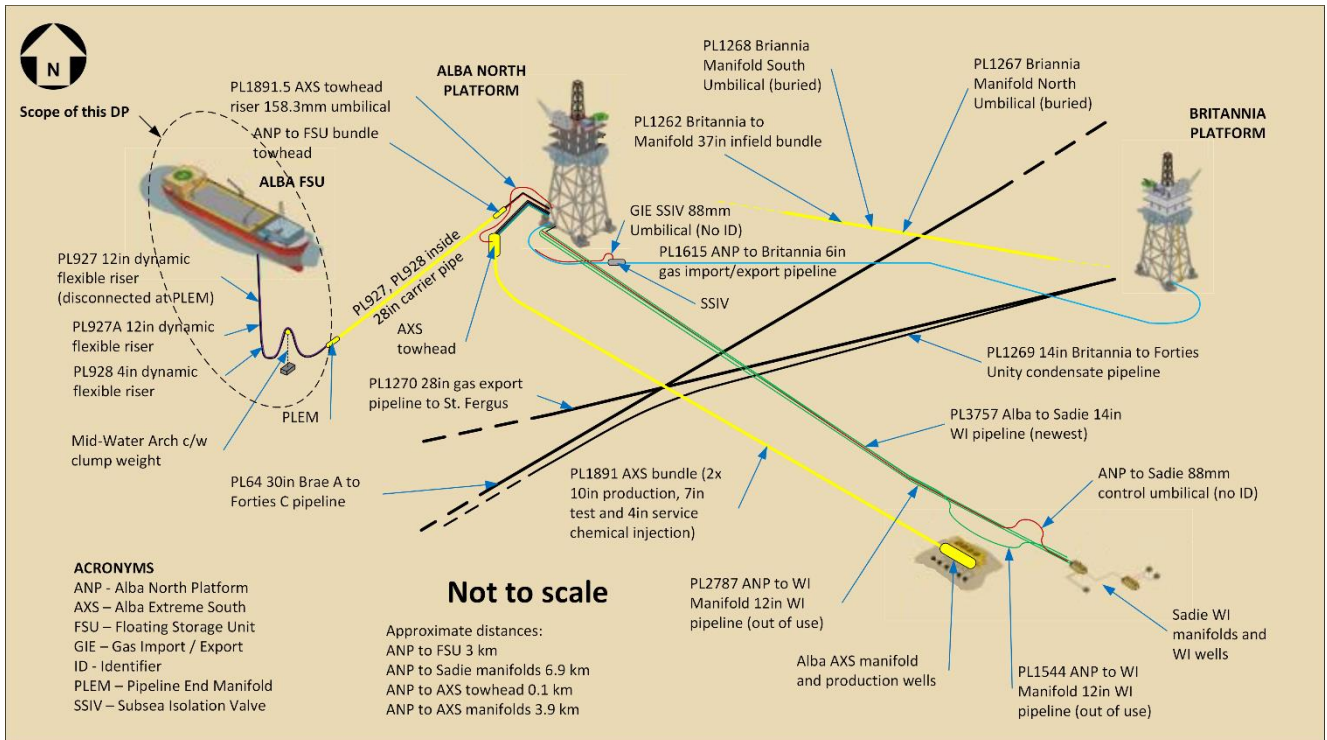 N
Scope of this DP
PL1891.5 AXS towhead
riser 158.3mm umbilical
ANP to FSU bundle
towhead
ALBA NORTH
PLATFORM
PL1268 Briannia
Manifold South
Umbilical (buried)
PL1267 Briannia
Manifold North
Umbilical (buried)
PL1262 Britannia to
Manifold 37in infield
bundle
BRITANNIA
PLATFORM
ALBA FSU
GIE SSIV 88mm
Umbilical (No ID)
PL1615 ANP to Britannia 6in
gas import/export pipeline
SSIV
PL927 12in dynamic
flexible riser
(disconnected at PLEM)
PL927A 12in dynamic
flexible riser
PL928 4in dynamic
flexible riser
PL927, PL928 inside
28in carrier pipe
AXS
towhead
PLEM
Mid-Water Arch c/w
clump weight
PL1270 28in gas export
pipeline to St. Fergus
PL1269 14in Britannia to Forties
Unity condensate pipeline
PL64 30in Brae A to
Forties C pipeline
PL1891 AXS bundle (2x
10in production, 7in
test and 4in service
chemical injection)
PL3757 Alba to Sadie 14in
WI pipeline (newest)
ANP to Sadie 88mm
control umbilical (no ID)
PL2787 ANP to WI
Manifold 12in WI
pipeline (out of use)
Alba AXS manifold
and production wells
PL1544 ANP to WI
Manifold 12in WI
pipeline (out of use)
Sadie WI
manifolds and
WI wells
ACRONYMS
ANP - Alba North Platform
AXS – Alba Extreme South
FSU – Floating Storage Unit
GIE – Gas Import / Export
ID - Identifier
PLEM – Pipeline End Manifold
SSIV – Subsea Isolation Valve
Not to scale
Approximate distances:
ANP to FSU 3 km
ANP to Sadie manifolds 6.9 km
ANP to AXS towhead 0.1 km
ANP to AXS manifolds 3.9 km